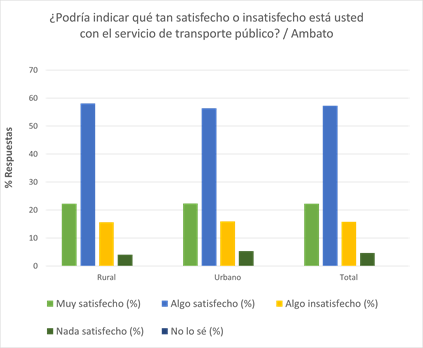 ¿Podría indicar qué tan satisfecho o insatisfecho está usted
con el servicio de transporte público? / Ambato
% Respuestas
70
60
50
40
30
20
10
0
Rural Urbano Total
Muy satisfecho (%) Algo satisfecho (%) Algo insatisfecho (%)
Nada satisfecho (%) No lo sé (%)